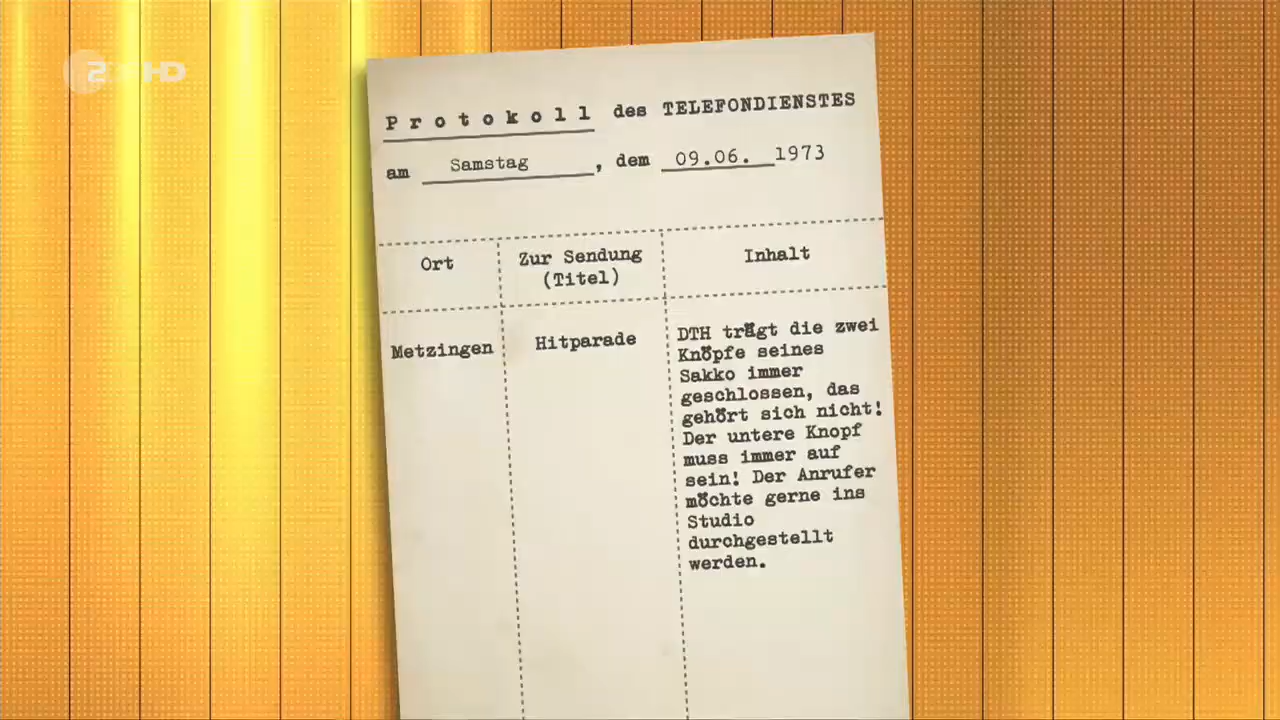 ZDF HD
Protokoll des TELEFONDIENSTES
am Samstag, dem 09.06. 1973
Ort
Zur Sendung
(Titel)
Inhalt
Metzingen
Hitparade
DTH trägt die zwei
Knöpfe seines
Sakko immer
geschlossen, das
gehört sich nicht!
Der untere Knopf
muss immer auf
sein! Der Anrufer
möchte gerne ins
Studio
durchgestellt
werden.